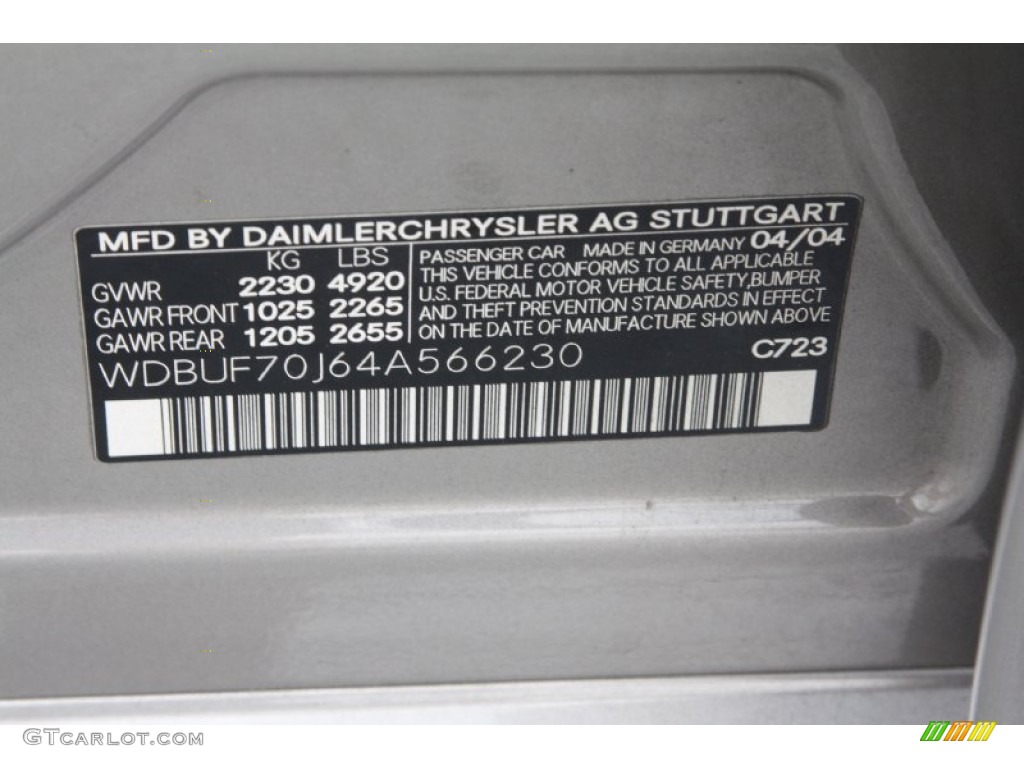 MFD BY DAIMLERCHRYSLER AG STUTTGART
KG LBS
GVWR 2230 4920
GAWR FRONT 1025 2265
GAWR REAR 1205 2655
PASSENGER CAR MADE IN GERMANY 04/04
THIS VEHICLE CONFORMS TO ALL APPLICABLE
U.S. FEDERAL MOTOR VEHICLE SAFETY,BUMPER
AND THEFT PREVENTION STANDARDS IN EFFECT
ON THE DATE OF MANUFACTURE SHOWN ABOVE
WDBUF70J64A566230 C723
GTCARLOT.COM